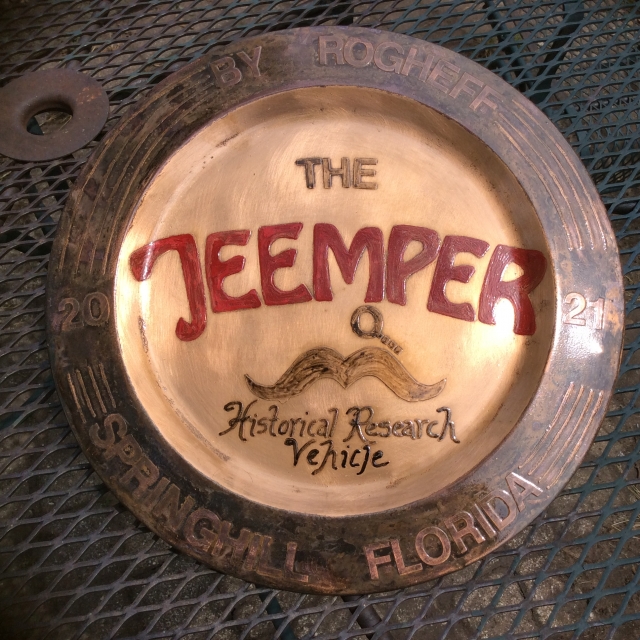 BY ROGHEFF
THE
JEEMPER
20 21
Historical Research
Vehicle
SPRINGHILL FLORIDA